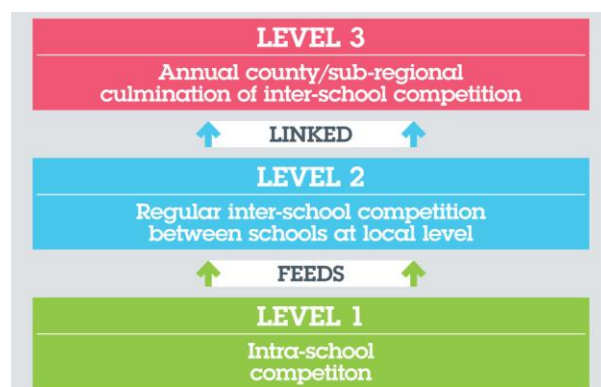 LEVEL 3
Annual county/sub-regional
culmination of inter-school competition
LINKED
LEVEL 2
Regular inter-school competition
between schools at local level
FEEDS
LEVEL 1
Intra-school
competiton